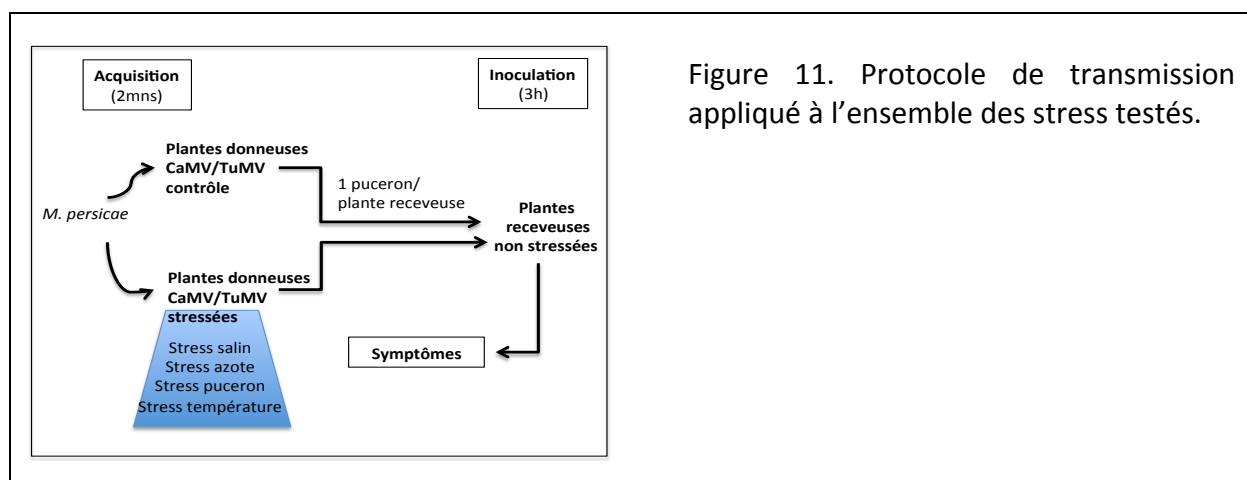 Acquisition
(2mns)
Inoculation
(3h)
Plantes donneuses
CaMV/TuMV
contrôle
1 puceron/
plante receveuse
M. persicae
Plantes
receveuses
non stressées
Plantes donneuses
CaMV/TuMV
stressées
Stress salin
Stress azote
Stress puceron
Stress température
Symptômes
Figure 11. Protocole de transmission
appliqué à l’ensemble des stress testés.